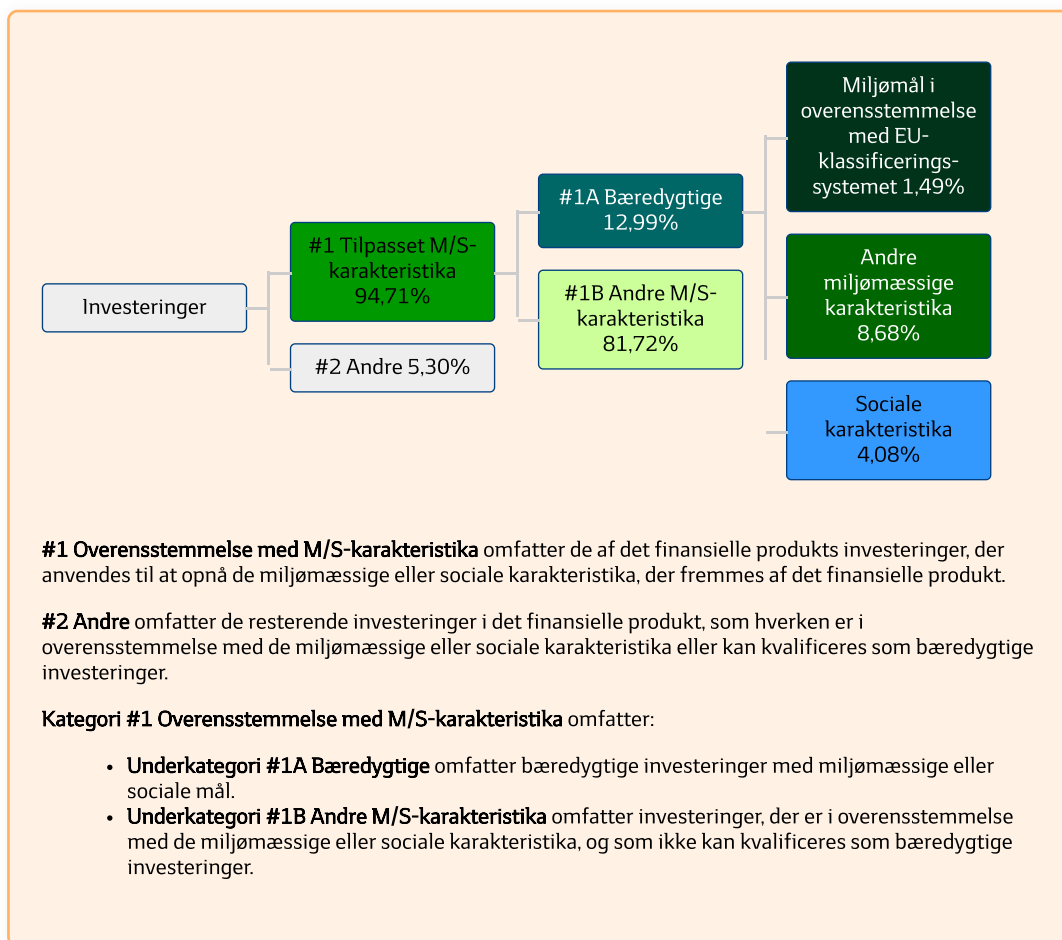 Investeringer
#1 Tilpasset M/S-
karakteristika
94,71%
#2 Andre 5,30%
#1A Bæredygtige
12,99%
#1B Andre M/S-
karakteristika
81,72%
Miljømål i
overensstemmelse
med EU-
klassificerings-
systemet 1,49%
Andre
miljømæssige
karakteristika
8,68%
Sociale
karakteristika
4,08%
#1 Overensstemmelse med M/S-karakteristika omfatter de af det finansielle produkts investeringer, der
anvendes til at opnå de miljømæssige eller sociale karakteristika, der fremmes af det finansielle produkt.
#2 Andre omfatter de resterende investeringer i det finansielle produkt, som hverken er i
overensstemmelse med de miljømæssige eller sociale karakteristika eller kan kvalificeres som bæredygtige
investeringer.
Kategori #1 Overensstemmelse med M/S-karakteristika omfatter:
• Underkategori #1A Bæredygtige omfatter bæredygtige investeringer med miljømæssige eller
sociale mål.
• Underkategori #1B Andre M/S-karakteristika omfatter investeringer, der er i overensstemmelse
med de miljømæssige eller sociale karakteristika, og som ikke kan kvalificeres som bæredygtige
investeringer.